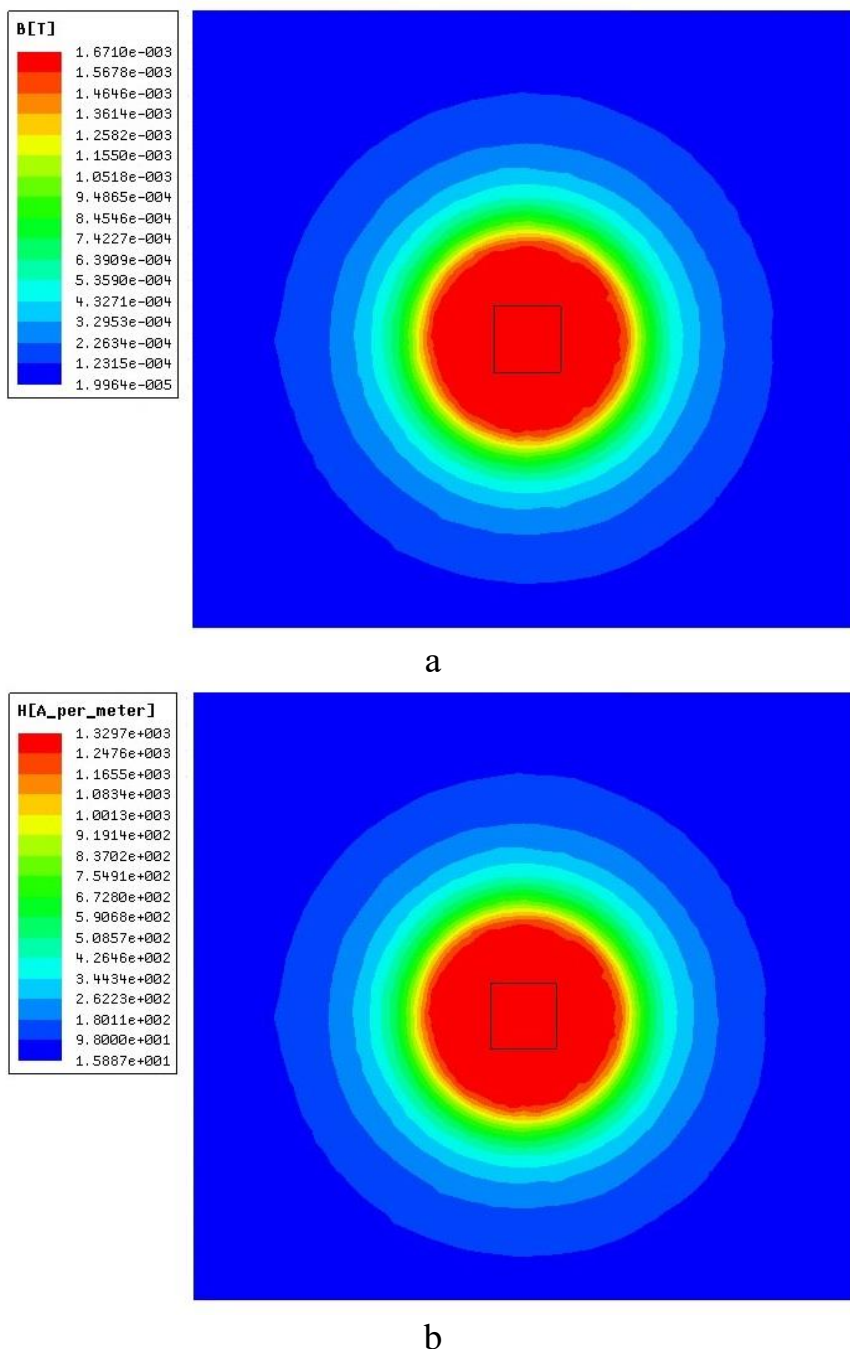 B[T]
1.6710e-003
1.5678e-003
1.4646e-003
1.3614e-003
1.2582e-003
1.1550e-003
1.0518e-003
9.4865e-004
8.4546e-004
7.4227e-004
6.3909e-004
5.3590e-004
4.3271e-004
3.2953e-004
2.2634e-004
1.2315e-004
1.9964e-005
a
H[A_per_meter]
1.3297e+003
1.2476e+003
1.1655e+003
1.0834e+003
1.0013e+003
9.1914e+002
8.3702e+002
7.5491e+002
6.7280e+002
5.9068e+002
5.0857e+002
4.2646e+002
3.4434e+002
2.6223e+002
1.8011e+002
9.8000e+001
1.5887e+001
b